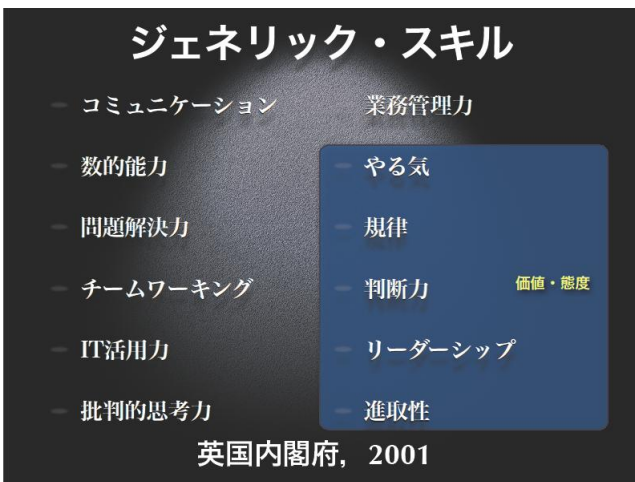 ジェネリック・スキル
コミュニケーション
数的能力
問題解決力
チームワーキング
IT活用力
批判的思考力
業務管理力
やる気
規律
判断力
価値・態度
リーダーシップ
進取性
英国内閣府, 2001